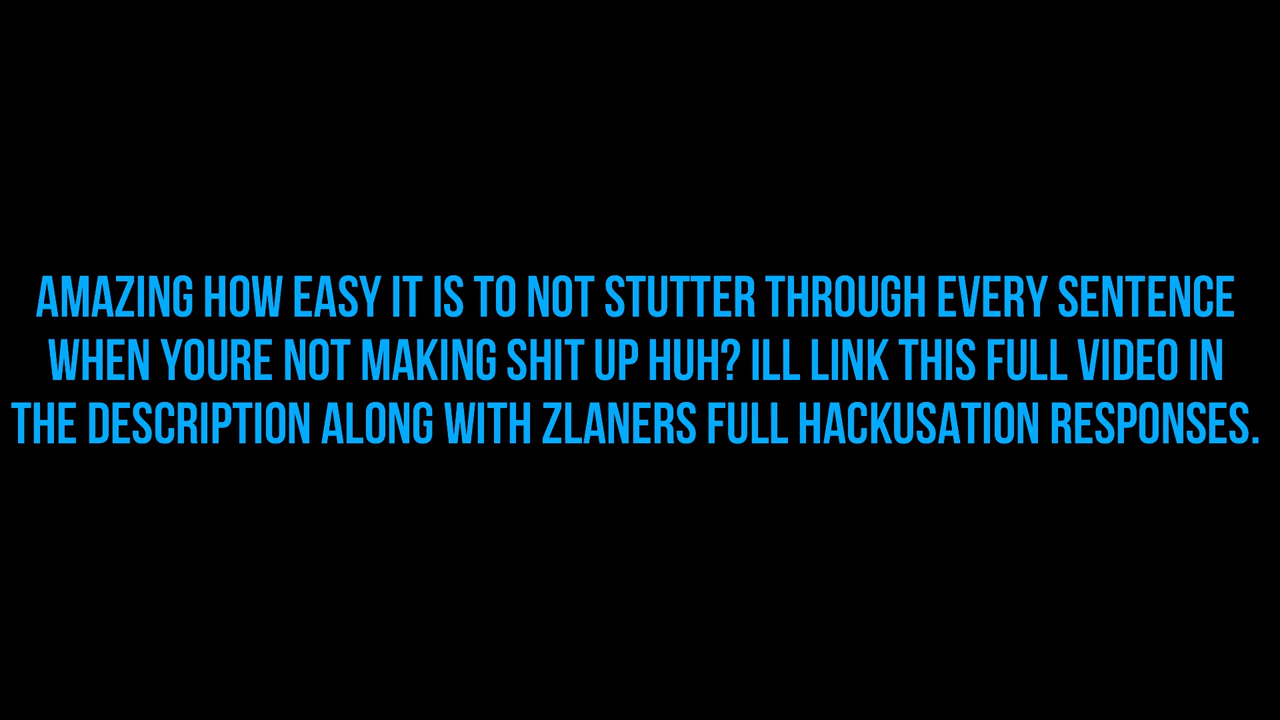 AMAZING HOW EASY IT IS TO NOT STUTTER THROUGH EVERY SENTENCE
WHEN YOURE NOT MAKING SHIT UP HUH? ILL LINK THIS FULL VIDEO IN
THE DESCRIPTION ALONG WITH ZLANERS FULL HACKUSATION RESPONSES.